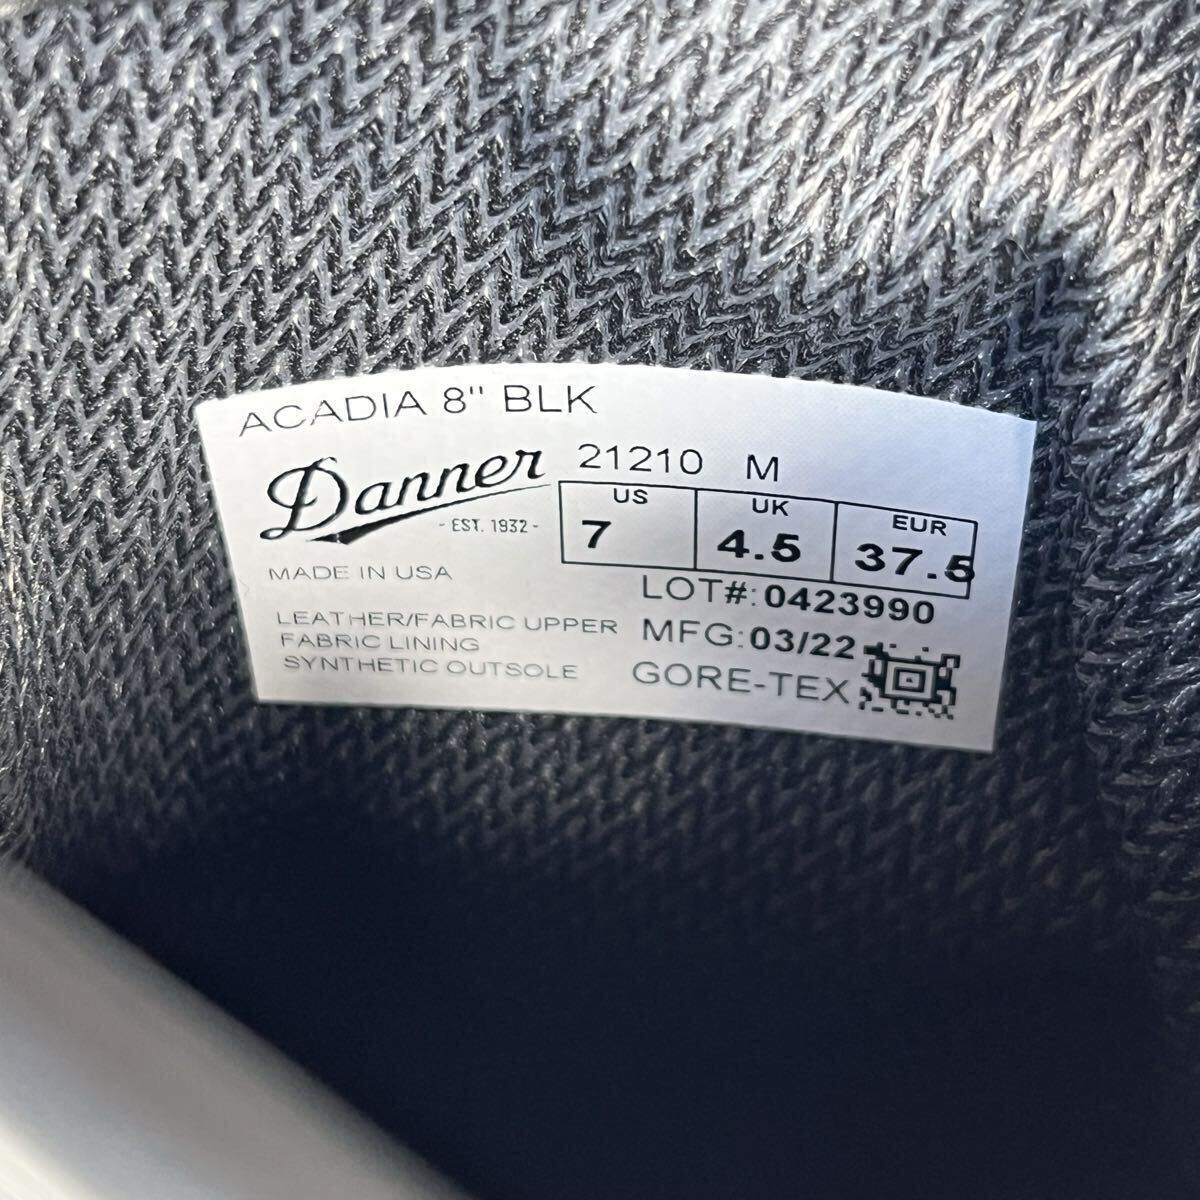 ACADIA 8" BLK
Danner
- EST. 1932 -
21210 M
US UK EUR
7 4.5 37.5
MADE IN USA
LOT#: 0423990
LEATHER/FABRIC UPPER
FABRIC LINING
SYNTHETIC OUTSOLE
MFG: 03/22
GORE-TEX